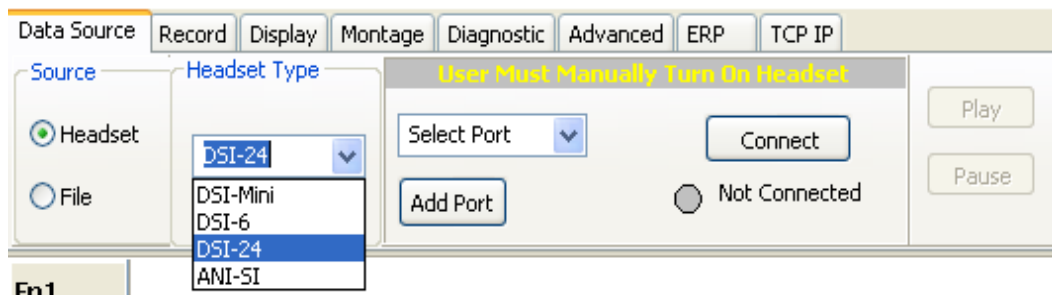 Data Source Record Display Montage Diagnostic Advanced ERP TCP IP
Source
Headset
File
Headset Type
DSI-24
DSI-Mini
DSI-6
DSI-24
ANI-SI
User Must Manually Turn On Headset
Select Port
Connect
Add Port
Not Connected
Play
Pause
Fp1